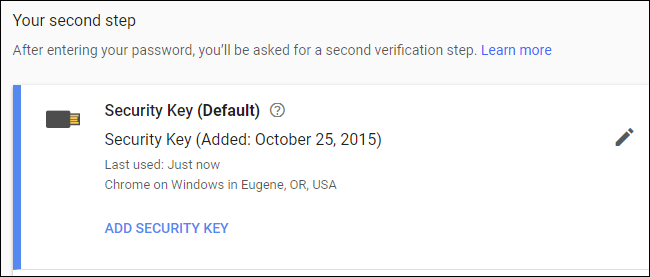 Your second step
After entering your password, you'll be asked for a second verification step. Learn more
Security Key (Default)
Security Key (Added: October 25, 2015)
Last used: Just now
Chrome on Windows in Eugene, OR, USA
ADD SECURITY KEY